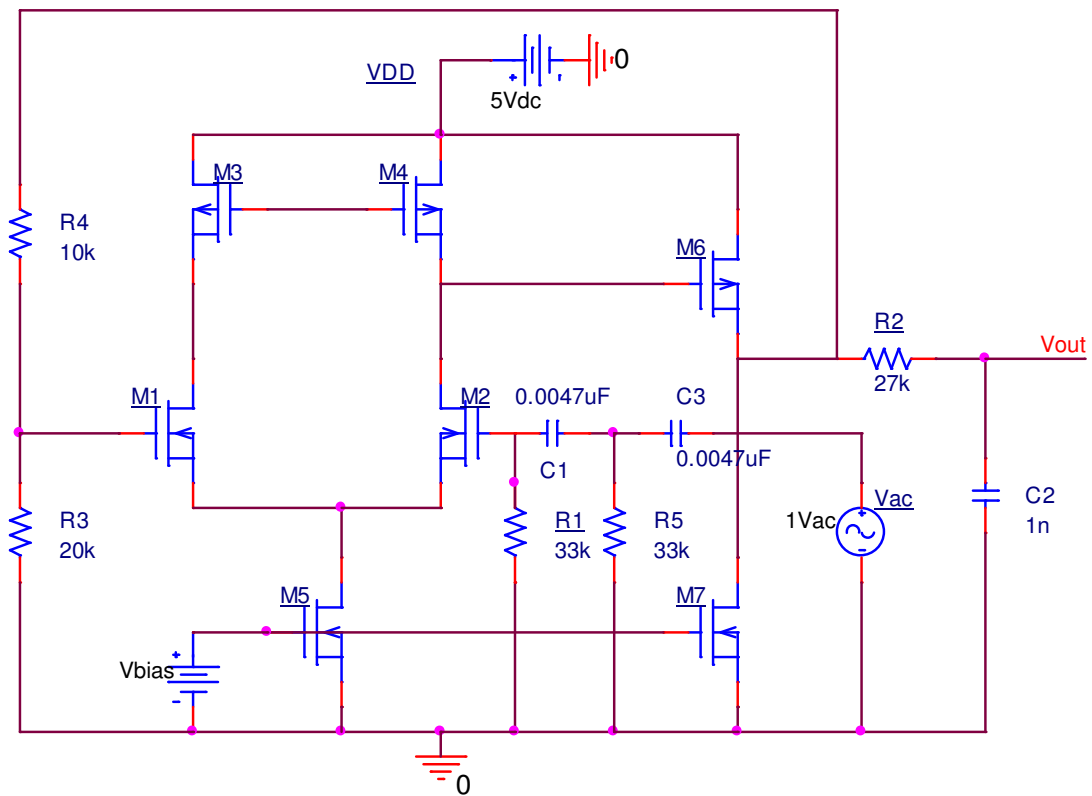 VDD
+
-
0
5Vdc
M3
M4
R4
10k
M6
R2
27k
Vout
M1
M2
0.0047uF
C3
C1
0.0047uF
R3
20k
R1
33k
R5
33k
1Vac
Vac
+
-
C2
1n
M5
M7
+
Vbias
-
0